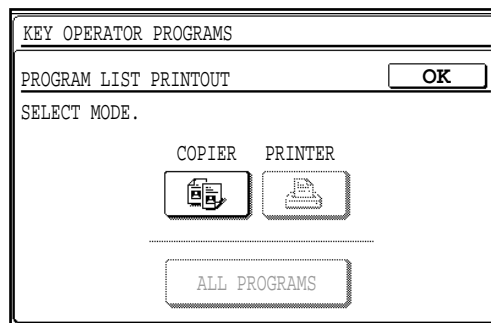 KEY OPERATOR PROGRAMS
PROGRAM LIST PRINTOUT OK
SELECT MODE.
COPIER PRINTER
ALL PROGRAMS